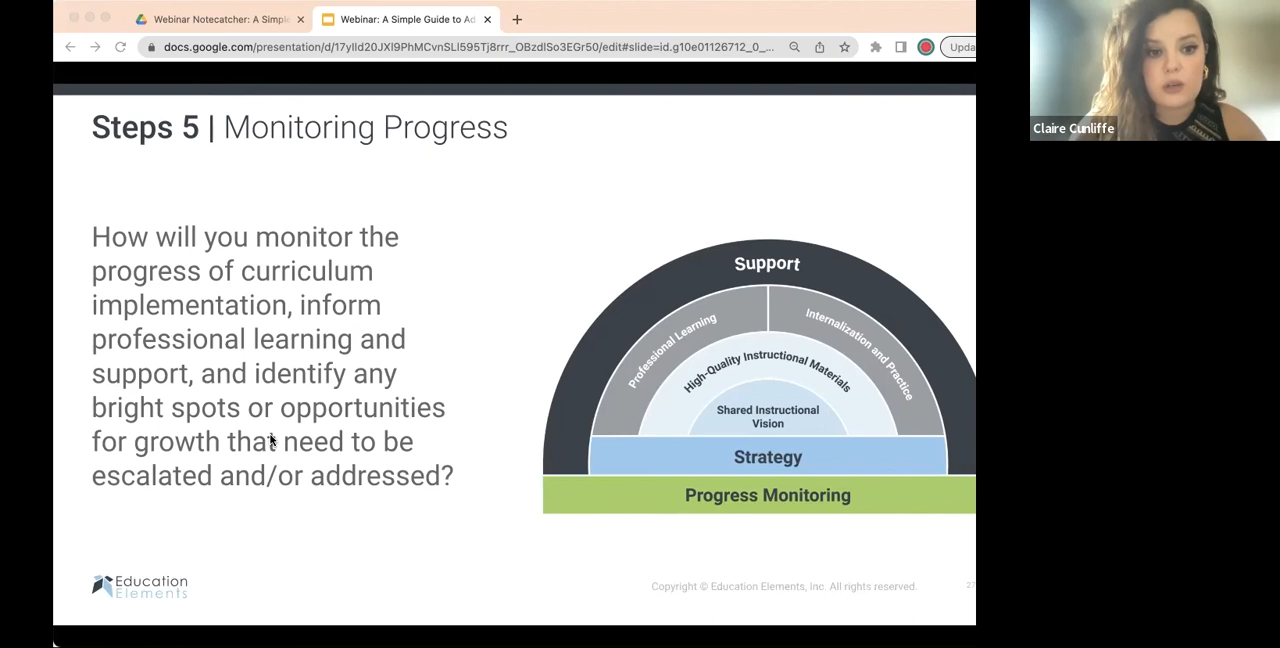 Webinar Notecatcher: A Simple
Webinar: A Simple Guide to Ad
docs.google.com/presentation/d/17yIld20JXl9PhMCvnSLl595Tj8rrr_OBzdlSo3EGr50/edit#slide=id.g10e01126712_0_...
Upda
Claire Cunliffe
Steps 5 | Monitoring Progress
How will you monitor the
progress of curriculum
implementation, inform
professional learning and
support, and identify any
bright spots or opportunities
for growth that need to be
escalated and/or addressed?
Support
Professional Learning
Internalization and Practice
High-Quality Instructional Materials
Shared Instructional
Vision
Strategy
Progress Monitoring
Education
Elements
Copyright © Education Elements, Inc. All rights reserved.
27